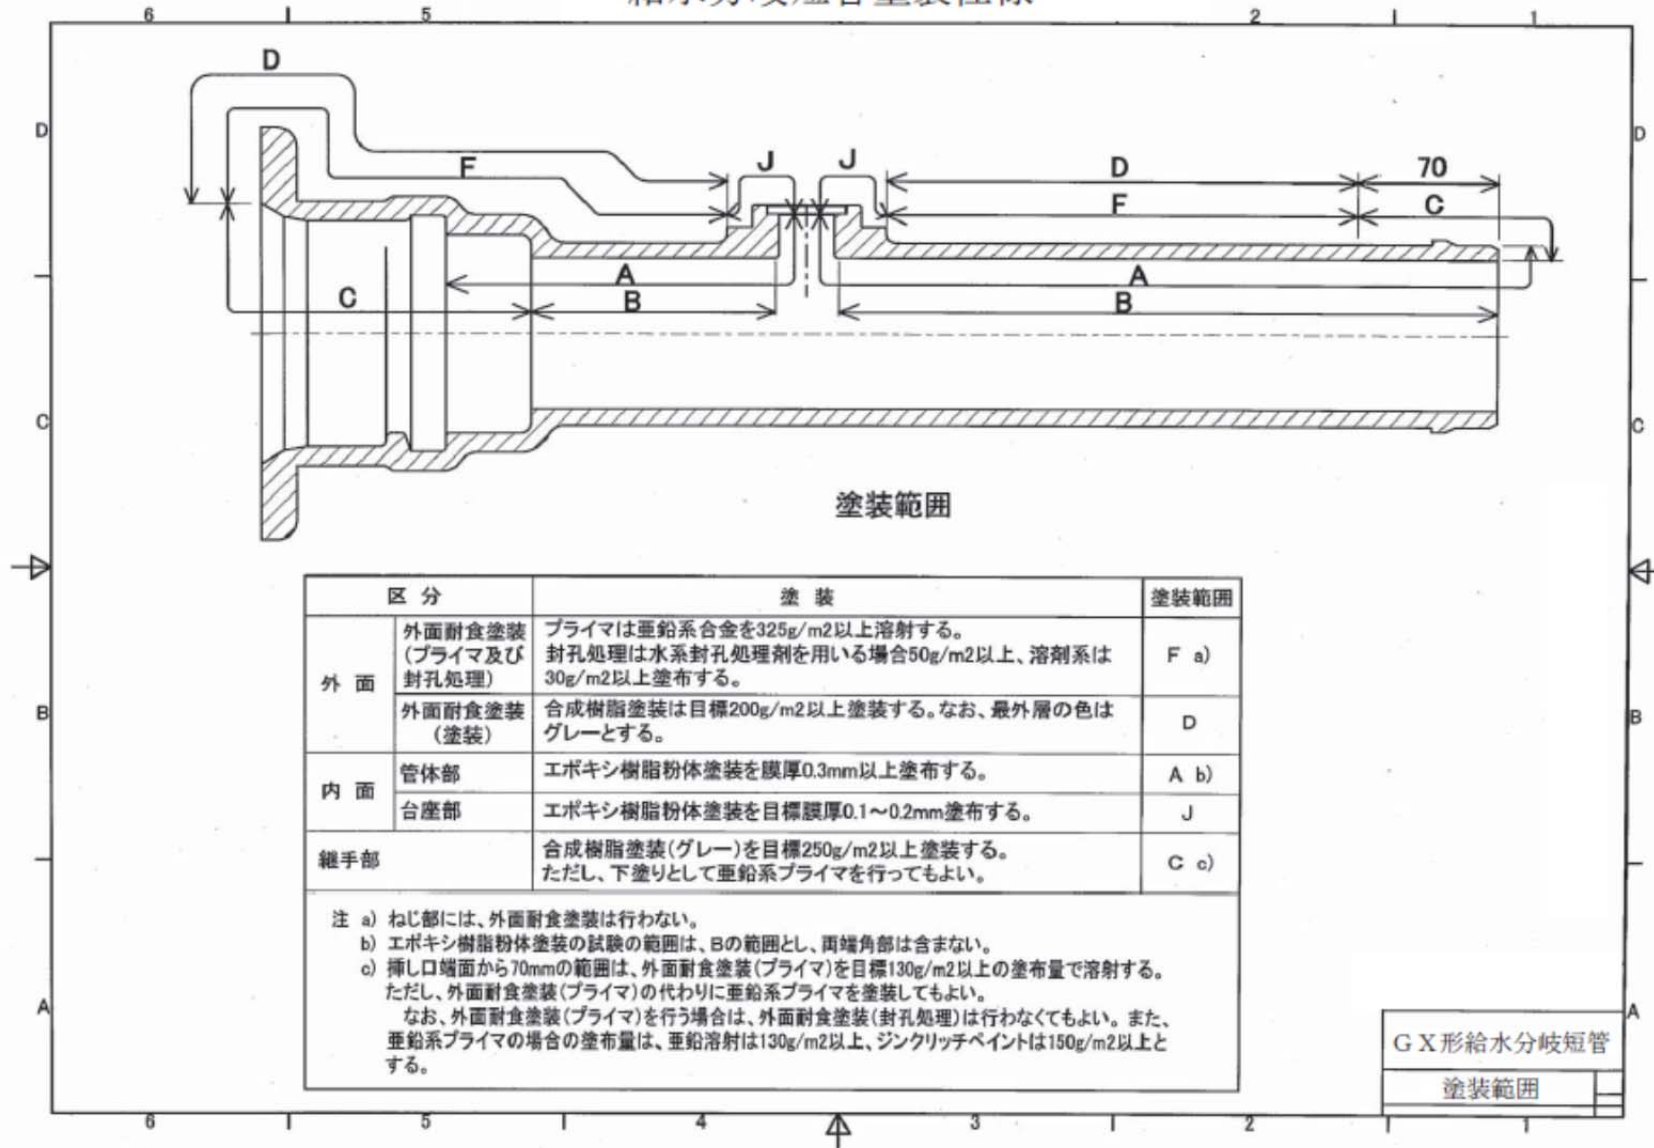 6 5 2 1
D
D
F
J
J
D
70
F
C
D
D
A
A
C
B
B
C
C
塗装範囲
区 分 塗 装 塗装範囲
外 面
外面耐食塗装
(プライマ及び
封孔処理)
プライマは亜鉛系合金を325g/m2以上溶射する。
封孔処理は水系封孔処理剤を用いる場合50g/m2以上、溶剤系は
30g/m2以上塗布する。
F a)
外面耐食塗装
(塗装)
合成樹脂塗装は目標200g/m2以上塗装する。なお、最外層の色は
グレーとする。
D
内 面
管体部
エポキシ樹脂粉体塗装を膜厚0.3mm以上塗布する。
A b)
台座部
エポキシ樹脂粉体塗装を目標膜厚0.1～0.2mm塗布する。
J
継手部
合成樹脂塗装(グレー)を目標250g/m2以上塗装する。
ただし、下塗りとして亜鉛系プライマを行ってもよい。
C c)
注 a) ねじ部には、外面耐食塗装は行わない。
b) エポキシ樹脂粉体塗装の試験の範囲は、Bの範囲とし、両端角部は含まない。
c) 挿し口端面から70mmの範囲は、外面耐食塗装(プライマ)を目標130g/m2以上の塗布量で溶射する。
ただし、外面耐食塗装(プライマ)の代わりに亜鉛系プライマを塗装してもよい。
なお、外面耐食塗装(プライマ)を行う場合は、外面耐食塗装(封孔処理)は行わなくてもよい。また、
亜鉛系プライマの場合の塗布量は、亜鉛溶射は130g/m2以上、ジンクリッチペイントは150g/m2以上と
する。
B
B
A
A
GX形給水分岐短管
塗装範囲
6 5 4 3 2 1